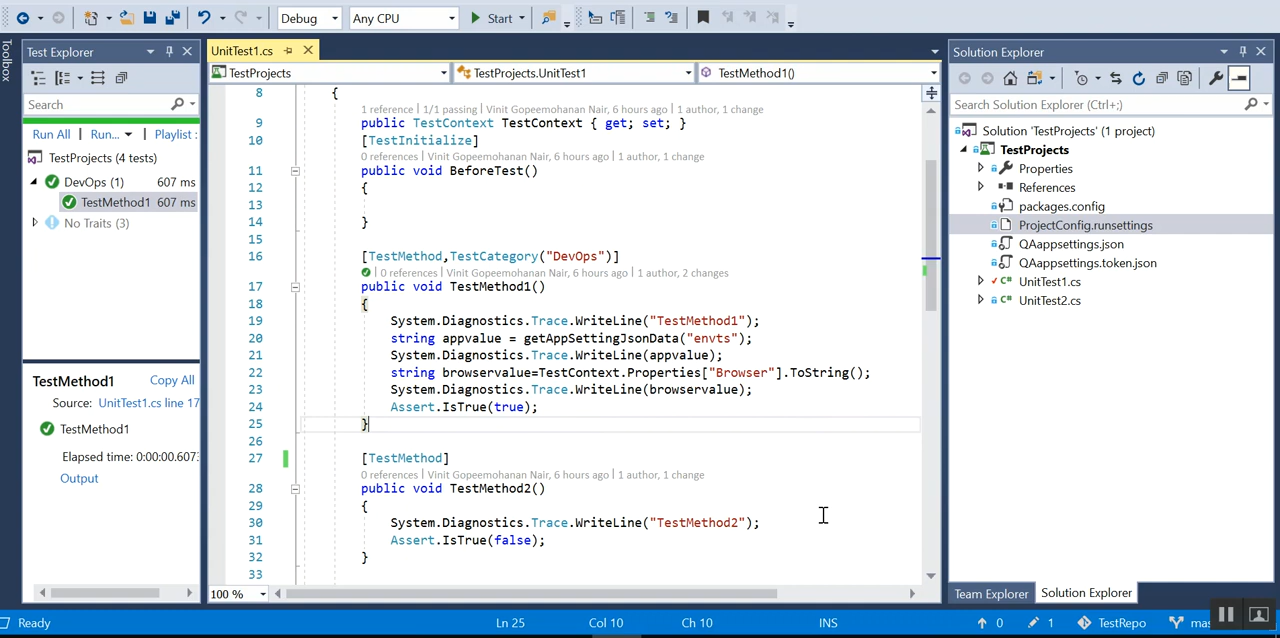 Debug
Any CPU
Start
Toolbox
Test Explorer
Search
Run All | Run... | Playlist :
TestProjects (4 tests)
DevOps (1) 607 ms
TestMethod1 607 ms
No Traits (3)
TestMethod1 Copy All
Source: UnitTest1.cs line 17
TestMethod1
Elapsed time: 0:00:00.607
Output
UnitTest1.cs
TestProjects TestProjects.UnitTest1 TestMethod1()
8 {
1 reference | 1/1 passing | Vinit Gopeemohanan Nair, 6 hours ago | 1 author, 1 change
9 public TestContext TestContext { get; set; }
10 [TestInitialize]
0 references | Vinit Gopeemohanan Nair, 6 hours ago | 1 author, 1 change
11 public void BeforeTest()
12 {
13
14 }
15
16 [TestMethod,TestCategory("DevOps")]
0 references | Vinit Gopeemohanan Nair, 6 hours ago | 1 author, 2 changes
17 public void TestMethod1()
18 {
19 System.Diagnostics.Trace.WriteLine("TestMethod1");
20 string appvalue = getAppSettingJsonData("envts");
21 System.Diagnostics.Trace.WriteLine(appvalue);
22 string browservalue=TestContext.Properties["Browser"].ToString();
23 System.Diagnostics.Trace.WriteLine(browservalue);
24 Assert.IsTrue(true);
25 }
26
27 [TestMethod]
0 references | Vinit Gopeemohanan Nair, 6 hours ago | 1 author, 1 change
28 public void TestMethod2()
29 {
30 System.Diagnostics.Trace.WriteLine("TestMethod2");
31 Assert.IsTrue(false);
32 }
33
100 %
Solution Explorer
Search Solution Explorer (Ctrl+;)
Solution 'TestProjects' (1 project)
TestProjects
Properties
References
packages.config
ProjectConfig.runsettings
QAappsettings.json
QAappsettings.token.json
C# UnitTest1.cs
C# UnitTest2.cs
Team Explorer Solution Explorer
Ready Ln 25 Col 10 Ch 10 INS 0 1 TestRepo mas